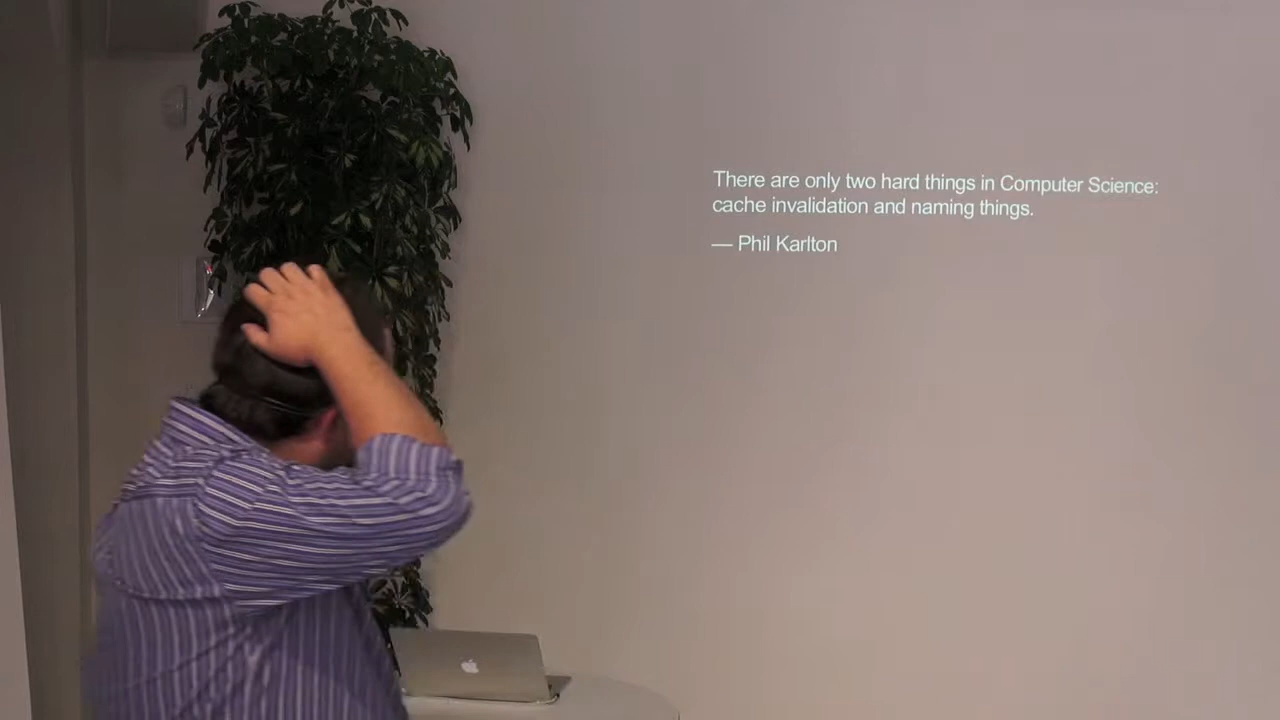 There are only two hard things in Computer Science:
cache invalidation and naming things.
— Phil Karlton